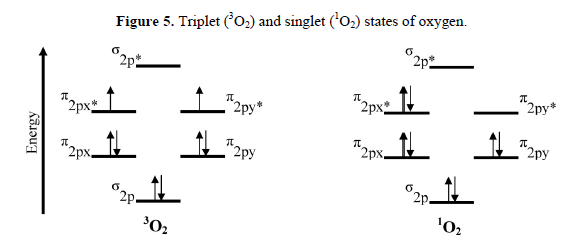 Figure 5. Triplet (³O₂) and singlet (¹O₂) states of oxygen.
Energy
σ2p*
π2px*
π2py*
π2px
π2py
σ2p
³O₂
σ2p*
π2px*
π2py*
π2px
π2py
σ2p
¹O₂